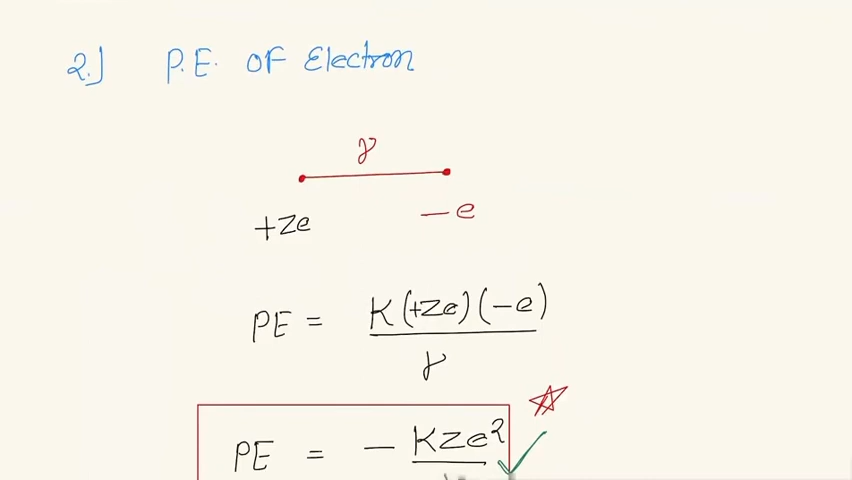 2.) P.E. OF Electron
r
+Ze -e
PE = K(+Ze)(-e)
r
PE = - KZe²